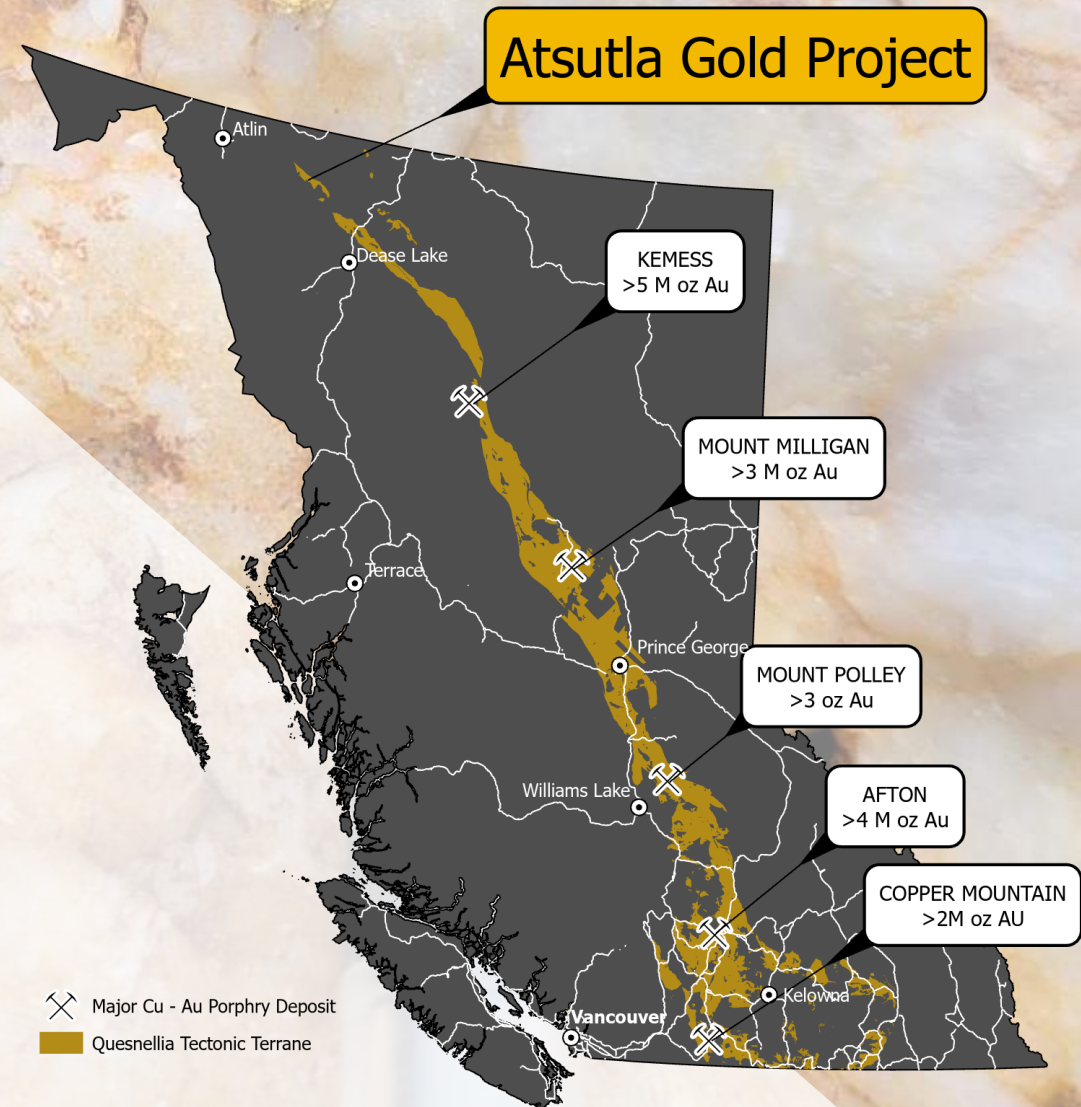 Atsutla Gold Project
Atlin
Dease Lake
KEMESS
>5 M oz Au
MOUNT MILLIGAN
>3 M oz Au
Terrace
Prince George
MOUNT POLLEY
>3 oz Au
Williams Lake
AFTON
>4 M oz Au
COPPER MOUNTAIN
>2M oz AU
Kelowna
Vancouver
Major Cu - Au Porphry Deposit
Quesnellia Tectonic Terrane